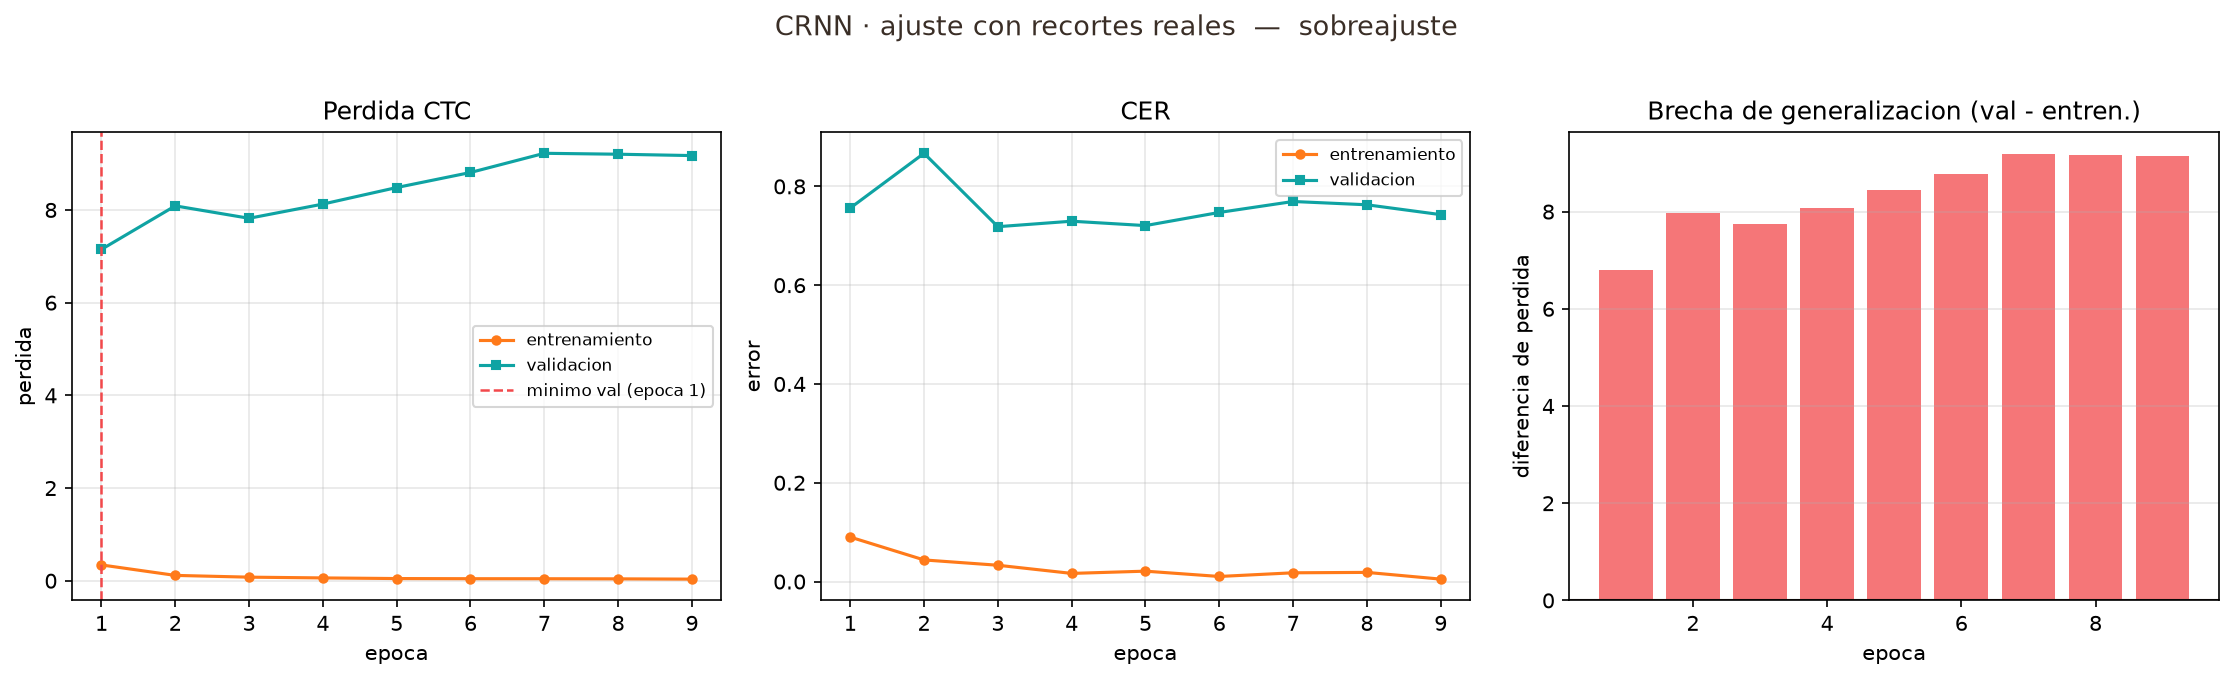 CRNN · ajuste con recortes reales — sobreajuste
Perdida CTC
perdida
8
6
4
2
0
entrenamiento
validacion
minimo val (epoca 1)
1 2 3 4 5 6 7 8 9
epoca
CER
error
0.8
0.6
0.4
0.2
0.0
entrenamiento
validacion
1 2 3 4 5 6 7 8 9
epoca
Brecha de generalizacion (val - entren.)
diferencia de perdida
8
6
4
2
0
2 4 6 8
epoca